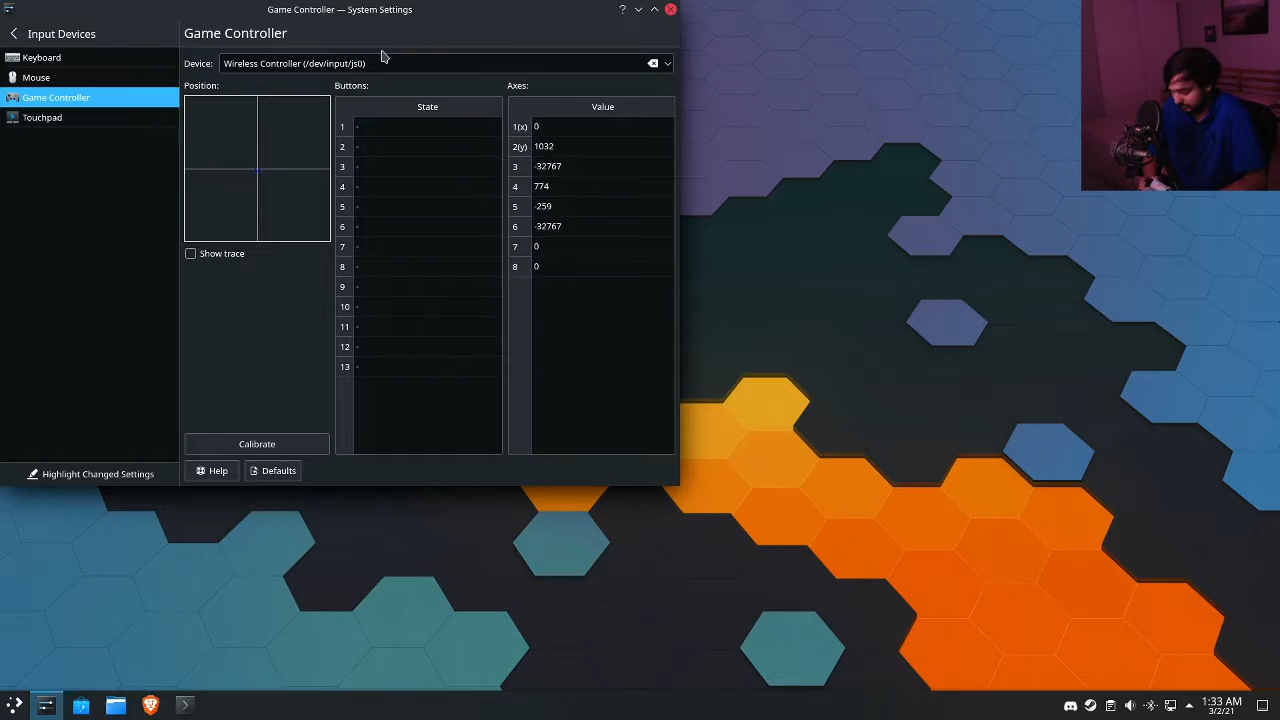 Game Controller — System Settings
Input Devices
Keyboard
Mouse
Game Controller
Touchpad
Highlight Changed Settings
Game Controller
Device: Wireless Controller (/dev/input/js0)
Position:
Show trace
Calibrate
Help
Defaults
Buttons:
State
1 -
2 -
3 -
4 -
5 -
6 -
7 -
8 -
9 -
10 -
11 -
12 -
13 -
Axes:
Value
1(x) 0
2(y) 1032
3 -32767
4 774
5 -259
6 -32767
7 0
8 0
1:33 AM
3/2/21